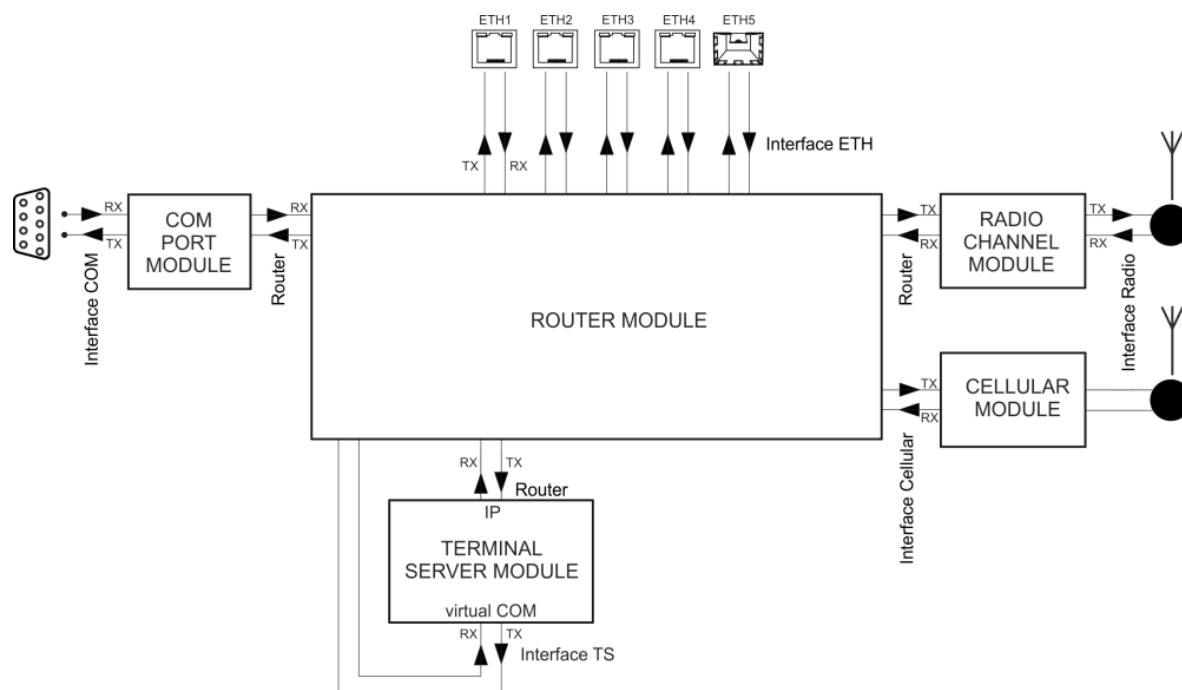 ETH1 ETH2 ETH3 ETH4 ETH5
TX RX
Interface ETH
RX
TX
Interface COM
COM
PORT
MODULE
RX
TX
Router
ROUTER MODULE
TX
RX
Router
RADIO
CHANNEL
MODULE
TX
RX
Interface Radio
TX
RX
Interface Cellular
CELLULAR
MODULE
RX TX
Router
IP
TERMINAL
SERVER MODULE
virtual COM
RX TX
Interface TS